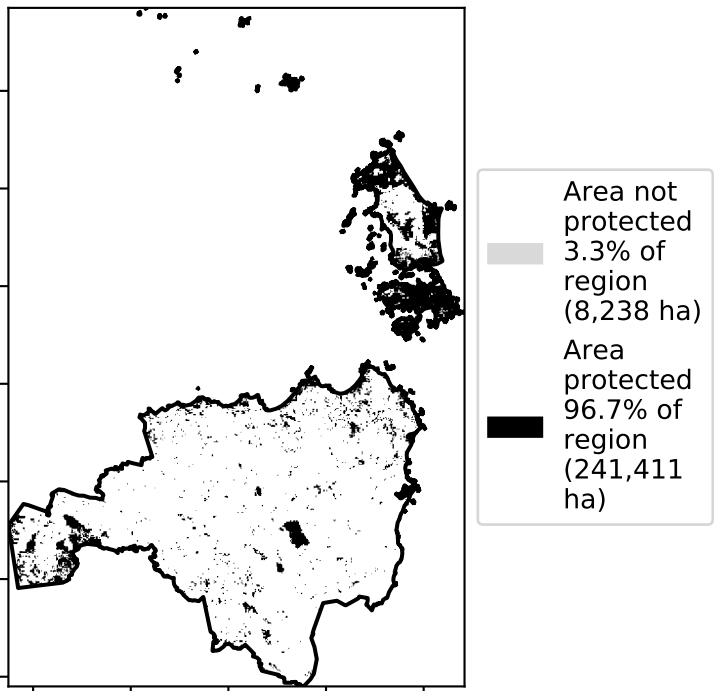 Area not
protected
3.3% of
region
(8,238 ha)
Area
protected
96.7% of
region
(241,411
ha)